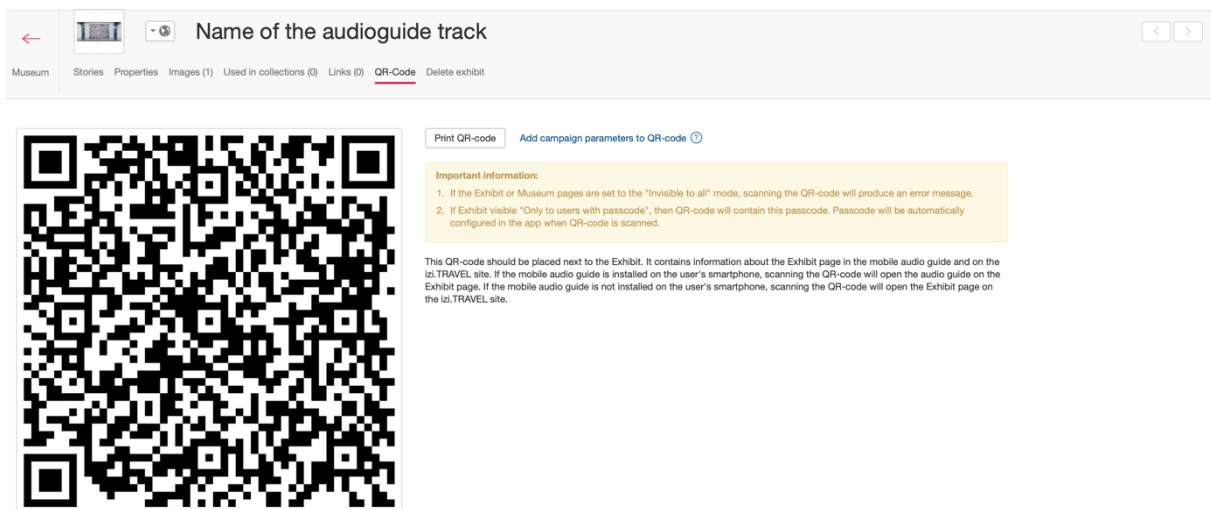 Name of the audioguide track
Museum
Stories Properties Images (1) Used in collections (0) Links (0) QR-Code Delete exhibit
Print QR-code Add campaign parameters to QR-code ?
Important information:
1. If the Exhibit or Museum pages are set to the "Invisible to all" mode, scanning the QR-code will produce an error message.
2. If Exhibit visible "Only to users with passcode", then QR-code will contain this passcode. Passcode will be automatically
configured in the app when QR-code is scanned.
This QR-code should be placed next to the Exhibit. It contains information about the Exhibit page in the mobile audio guide and on the
izi.TRAVEL site. If the mobile audio guide is installed on the user's smartphone, scanning the QR-code will open the audio guide on the
Exhibit page. If the mobile audio guide is not installed on the user's smartphone, scanning the QR-code will open the Exhibit page on
the izi.TRAVEL site.